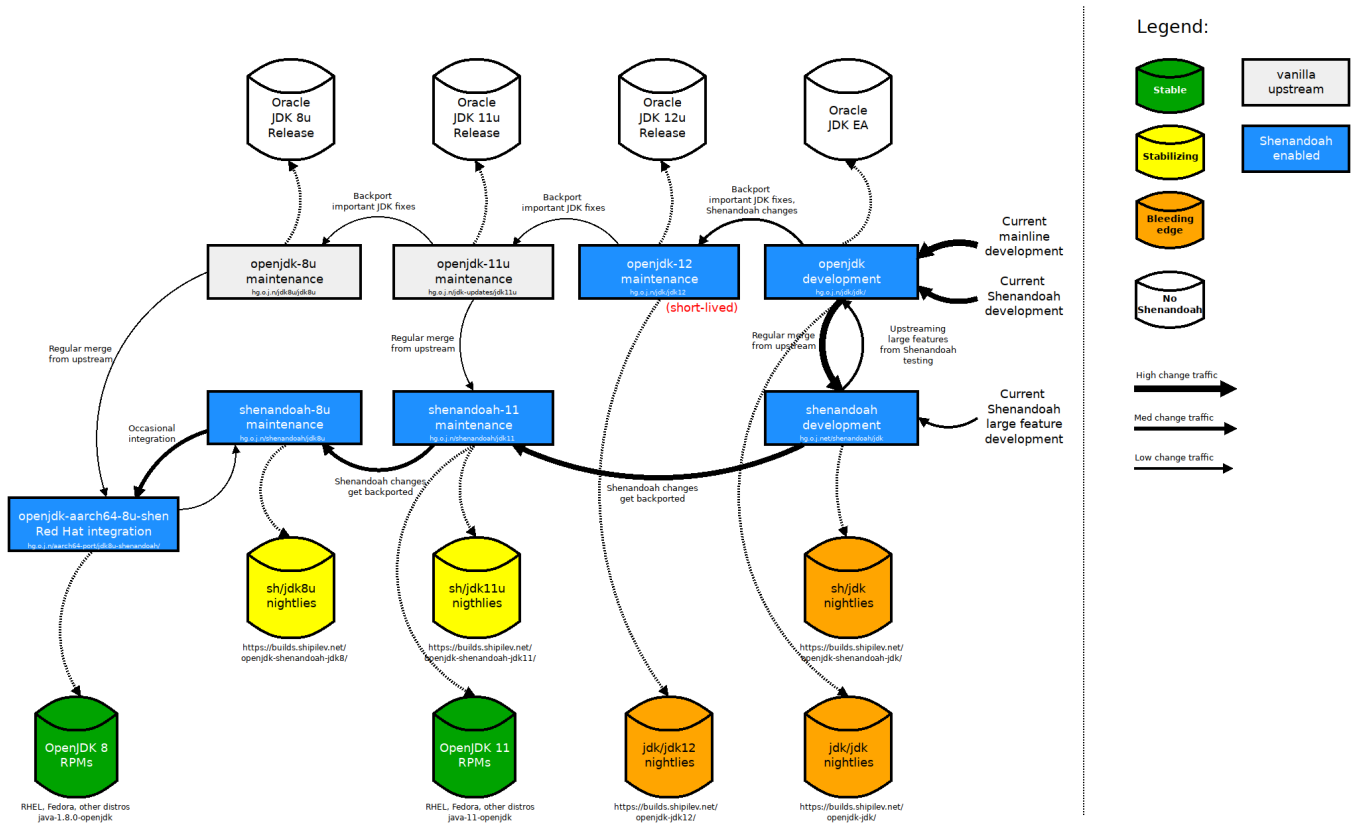 Legend:
Oracle
JDK 8u
Release
Oracle
JDK 11u
Release
Oracle
JDK 12u
Release
Oracle
JDK EA
Stable
vanilla
upstream
Stabilizing
Shenandoah
enabled
Bleeding
edge
No
Shenandoah
High change traffic
Med change traffic
Low change traffic
Backport
important JDK fixes
Backport
important JDK fixes
Backport
important JDK fixes,
Shenandoah changes
Current
mainline
development
Current
Shenandoah
development
openjdk-8u
maintenance
hg.o.j.n/jdk8u/jdk8u
openjdk-11u
maintenance
hg.o.j.n/jdk-updates/jdk11u
openjdk-12
maintenance
hg.o.j.n/jdk/jdk12
(short-lived)
openjdk
development
hg.o.j.n/jdk/jdk/
Regular merge
from upstream
Regular merge
from upstream
Regular merge
from upstream
Upstreaming
large features
from Shenandoah
testing
shenandoah-8u
maintenance
hg.o.j.n/shenandoah/jdk8u
shenandoah-11
maintenance
hg.o.j.n/shenandoah/jdk11
shenandoah
development
hg.o.j.net/shenandoah/jdk
Current
Shenandoah
large feature
development
Occasional
integration
Shenandoah changes
get backported
Shenandoah changes
get backported
openjdk-aarch64-8u-shen
Red Hat integration
hg.o.j.n/aarch64-port/jdk8u-shenandoah/
sh/jdk8u
nightlies
https://builds.shipilev.net/
openjdk-shenandoah-jdk8/
sh/jdk11u
nigthlies
https://builds.shipilev.net/
openjdk-shenandoah-jdk11/
sh/jdk
nightlies
https://builds.shipilev.net/
openjdk-shenandoah-jdk/
OpenJDK 8
RPMs
RHEL, Fedora, other distros
java-1.8.0-openjdk
OpenJDK 11
RPMs
RHEL, Fedora, other distros
java-11-openjdk
jdk/jdk12
nightlies
https://builds.shipilev.net/
openjdk-jdk12/
jdk/jdk
nightlies
https://builds.shipilev.net/
openjdk-jdk/